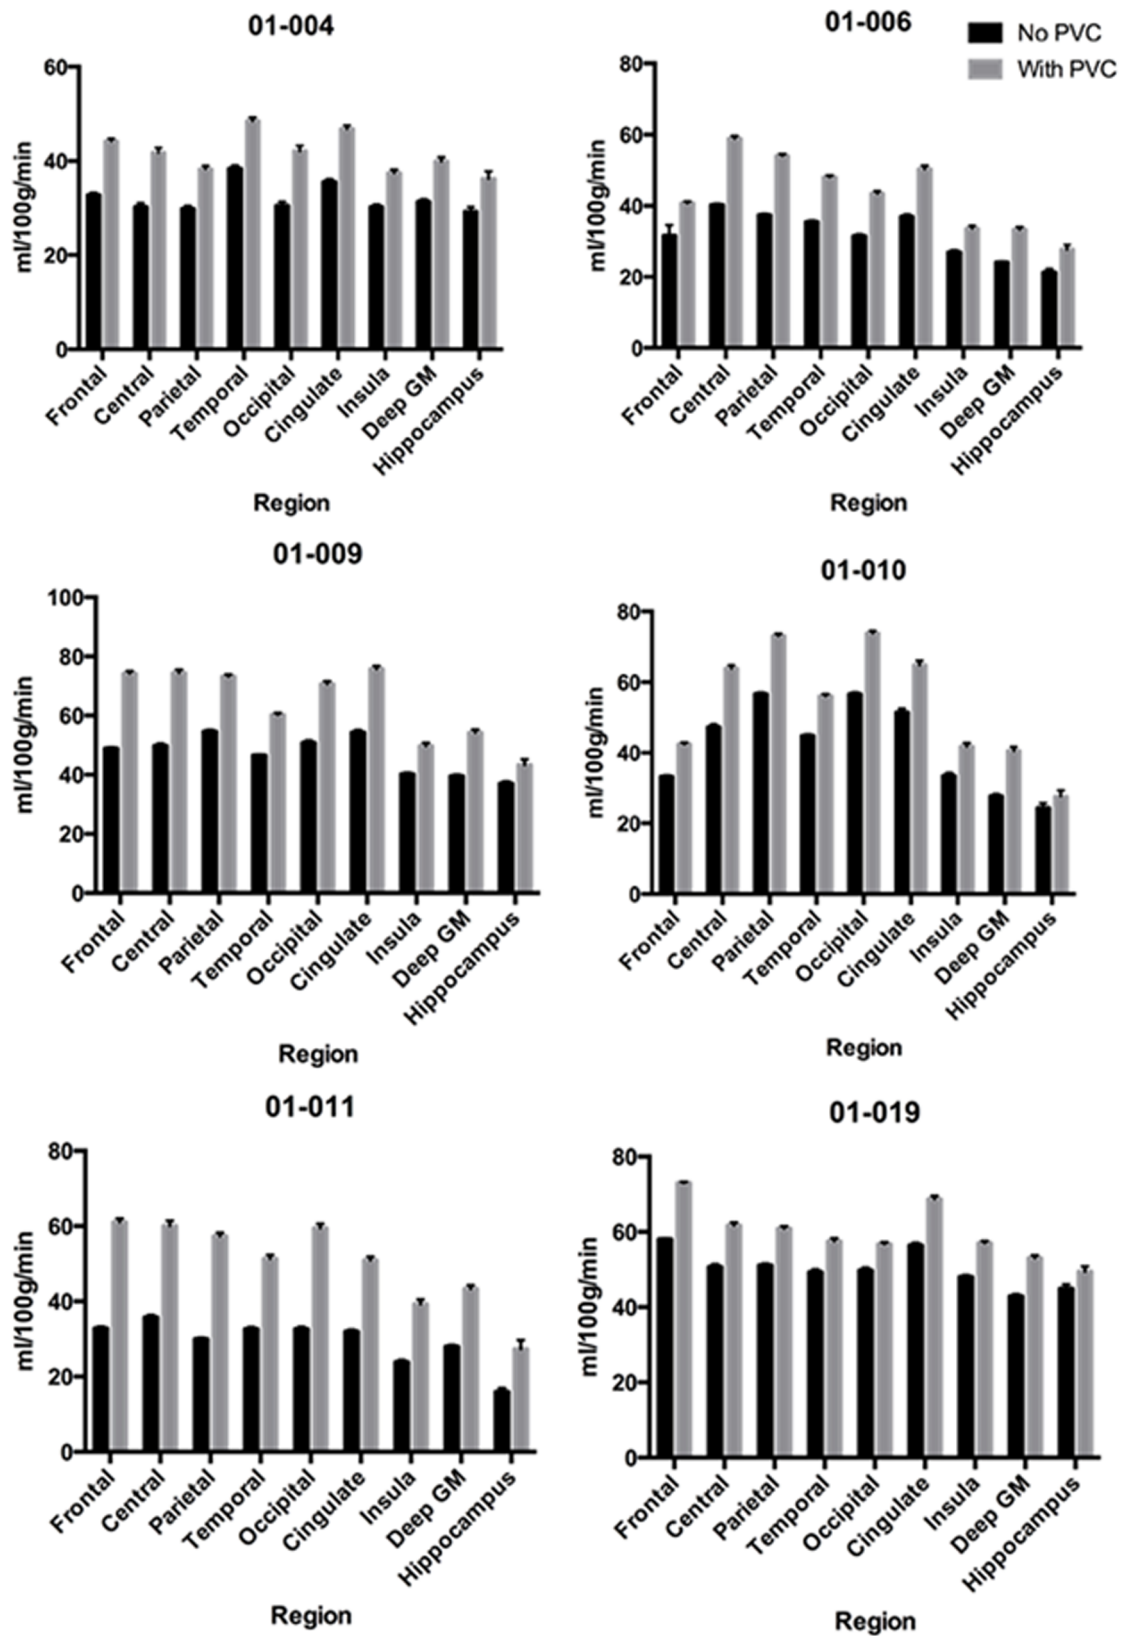 01-004
60
40
20
0
ml/100g/min
Frontal
Central
Parietal
Temporal
Occipital
Cingulate
Insula
Deep GM
Hippocampus
Region
01-006
No PVC
With PVC
80
60
40
20
0
ml/100g/min
Frontal
Central
Parietal
Temporal
Occipital
Cingulate
Insula
Deep GM
Hippocampus
Region
01-009
100
80
60
40
20
0
ml/100g/min
Frontal
Central
Parietal
Temporal
Occipital
Cingulate
Insula
Deep GM
Hippocampus
Region
01-010
80
60
40
20
0
ml/100g/min
Frontal
Central
Parietal
Temporal
Occipital
Cingulate
Insula
Deep GM
Hippocampus
Region
01-011
80
60
40
20
0
ml/100g/min
Frontal
Central
Parietal
Temporal
Occipital
Cingulate
Insula
Deep GM
Hippocampus
Region
01-019
80
60
40
20
0
ml/100g/min
Frontal
Central
Parietal
Temporal
Occipital
Cingulate
Insula
Deep GM
Hippocampus
Region